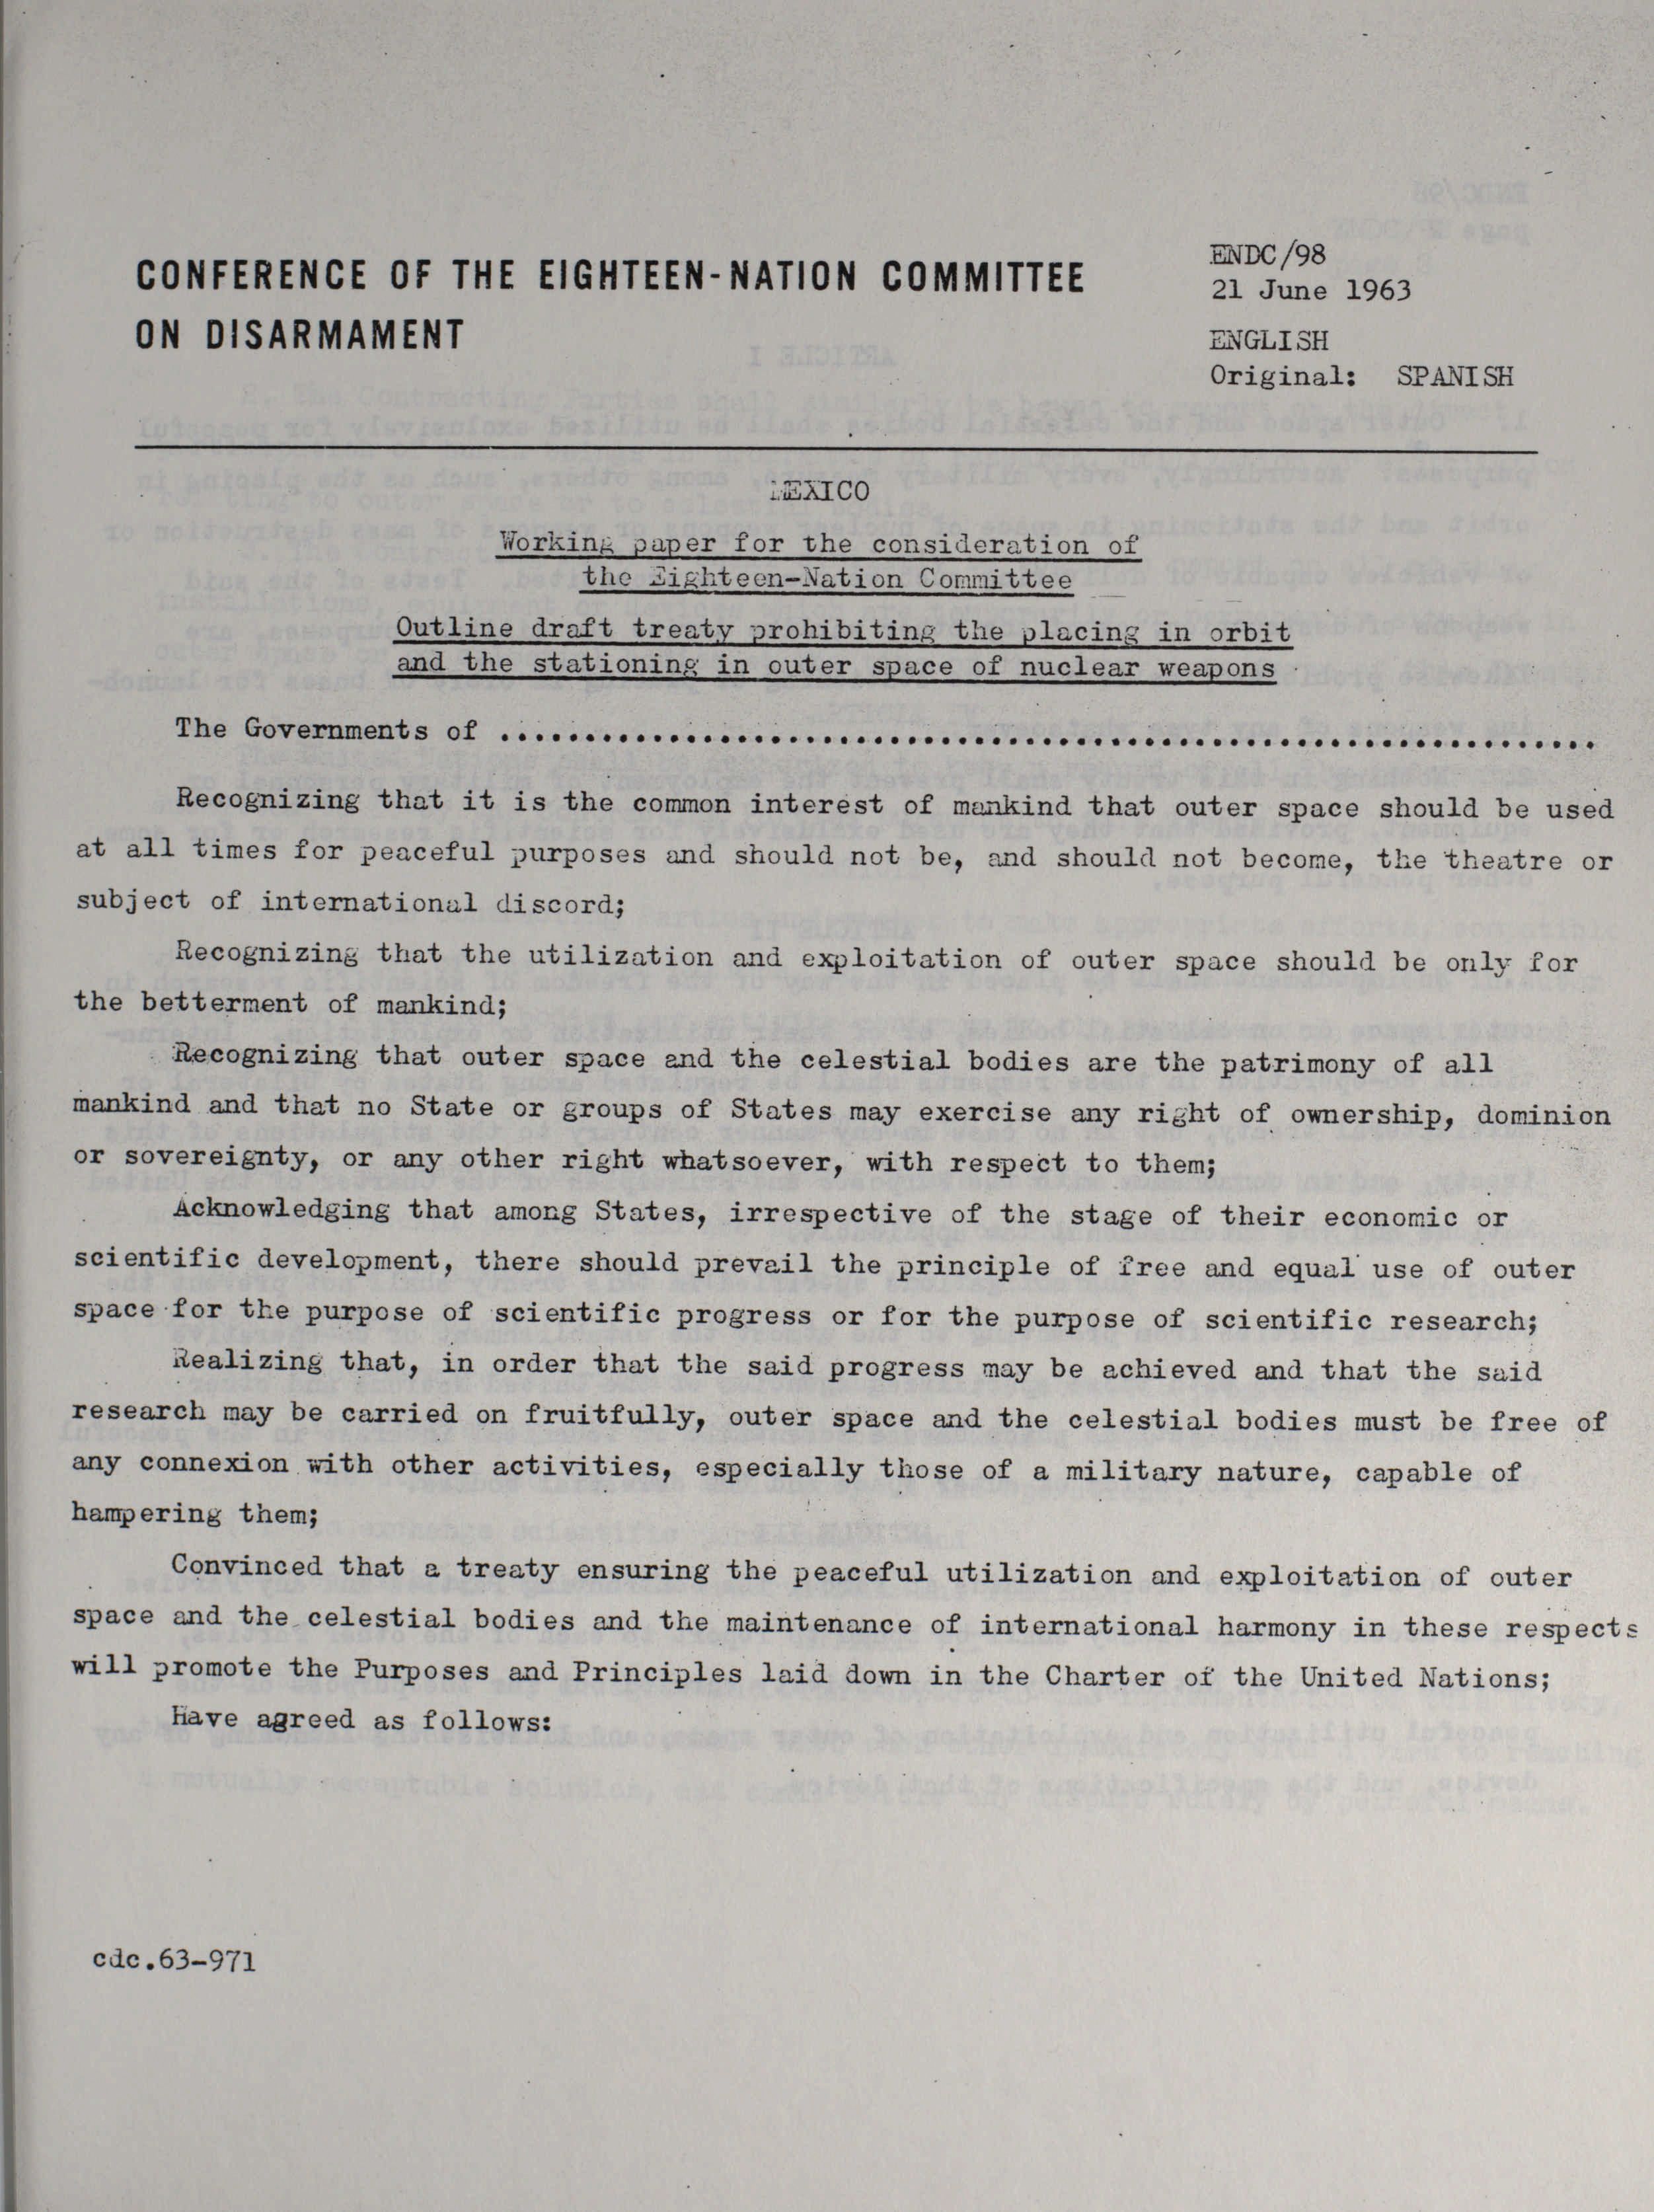 CONFERENCE OF THE EIGHTEEN-NATION COMMITTEE
ON DISARMAMENT
ENDC/98
21 June 1963
ENGLISH
Original: SPANISH
MEXICO
Working paper for the consideration of
the Eighteen-Nation Committee
Outline draft treaty prohibiting the placing in orbit
and the stationing in outer space of nuclear weapons
The Governments of ................................................................
Recognizing that it is the common interest of mankind that outer space should be used
at all times for peaceful purposes and should not be, and should not become, the theatre or
subject of international discord;
Recognizing that the utilization and exploitation of outer space should be only for
the betterment of mankind;
Recognizing that outer space and the celestial bodies are the patrimony of all
mankind and that no State or groups of States may exercise any right of ownership, dominion
or sovereignty, or any other right whatsoever, with respect to them;
Acknowledging that among States, irrespective of the stage of their economic or
scientific development, there should prevail the principle of free and equal use of outer
space for the purpose of scientific progress or for the purpose of scientific research;
Realizing that, in order that the said progress may be achieved and that the said
research may be carried on fruitfully, outer space and the celestial bodies must be free of
any connexion with other activities, especially those of a military nature, capable of
hampering them;
Convinced that a treaty ensuring the peaceful utilization and exploitation of outer
space and the celestial bodies and the maintenance of international harmony in these respects
will promote the Purposes and Principles laid down in the Charter of the United Nations;
Have agreed as follows:
cdc.63-971